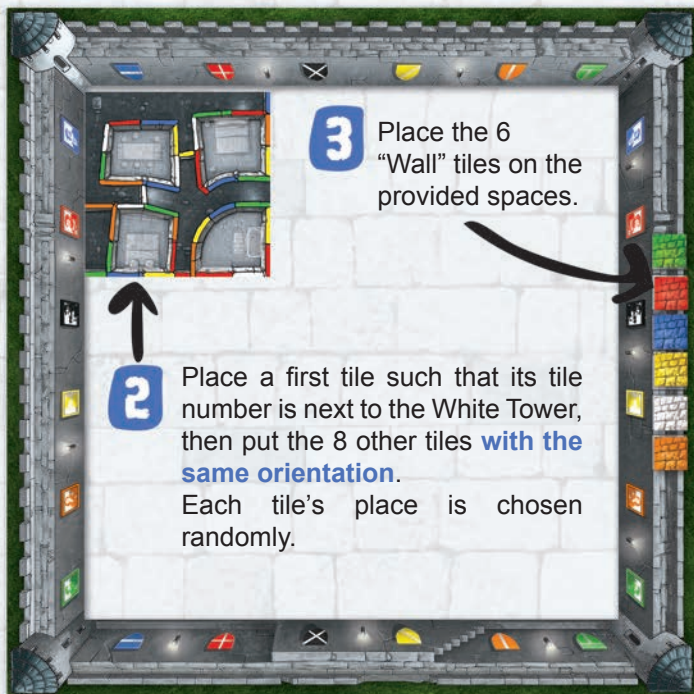 3
Place the 6
“Wall” tiles on the
provided spaces.
2
Place a first tile such that its tile
number is next to the White Tower,
then put the 8 other tiles with the
same orientation.
Each tile’s place is chosen
randomly.